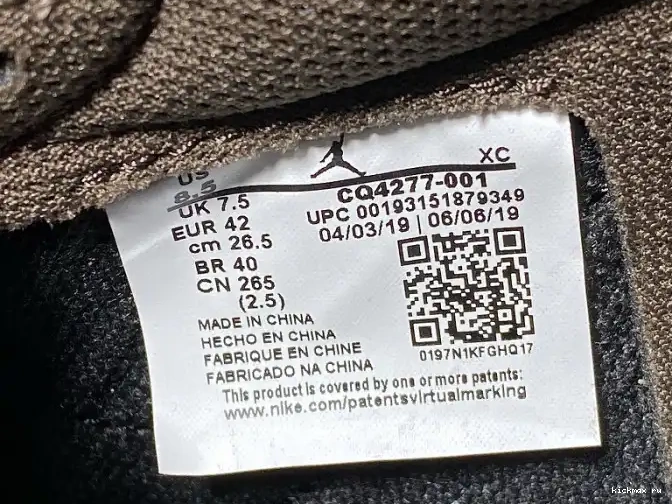 XC
US
8.5
CQ4277-001
UK 7.5
UPC 00193151879349
EUR 42
04/03/19 | 06/06/19
cm 26.5
BR 40
CN 265
(2.5)
MADE IN CHINA
HECHO EN CHINA
FABRIQUE EN CHINE
FABRICADO NA CHINA
0197N1KFGHQ17
This product is covered by one or more patents:
www.nike.com/patentsvirtualmarking
kickmax ru